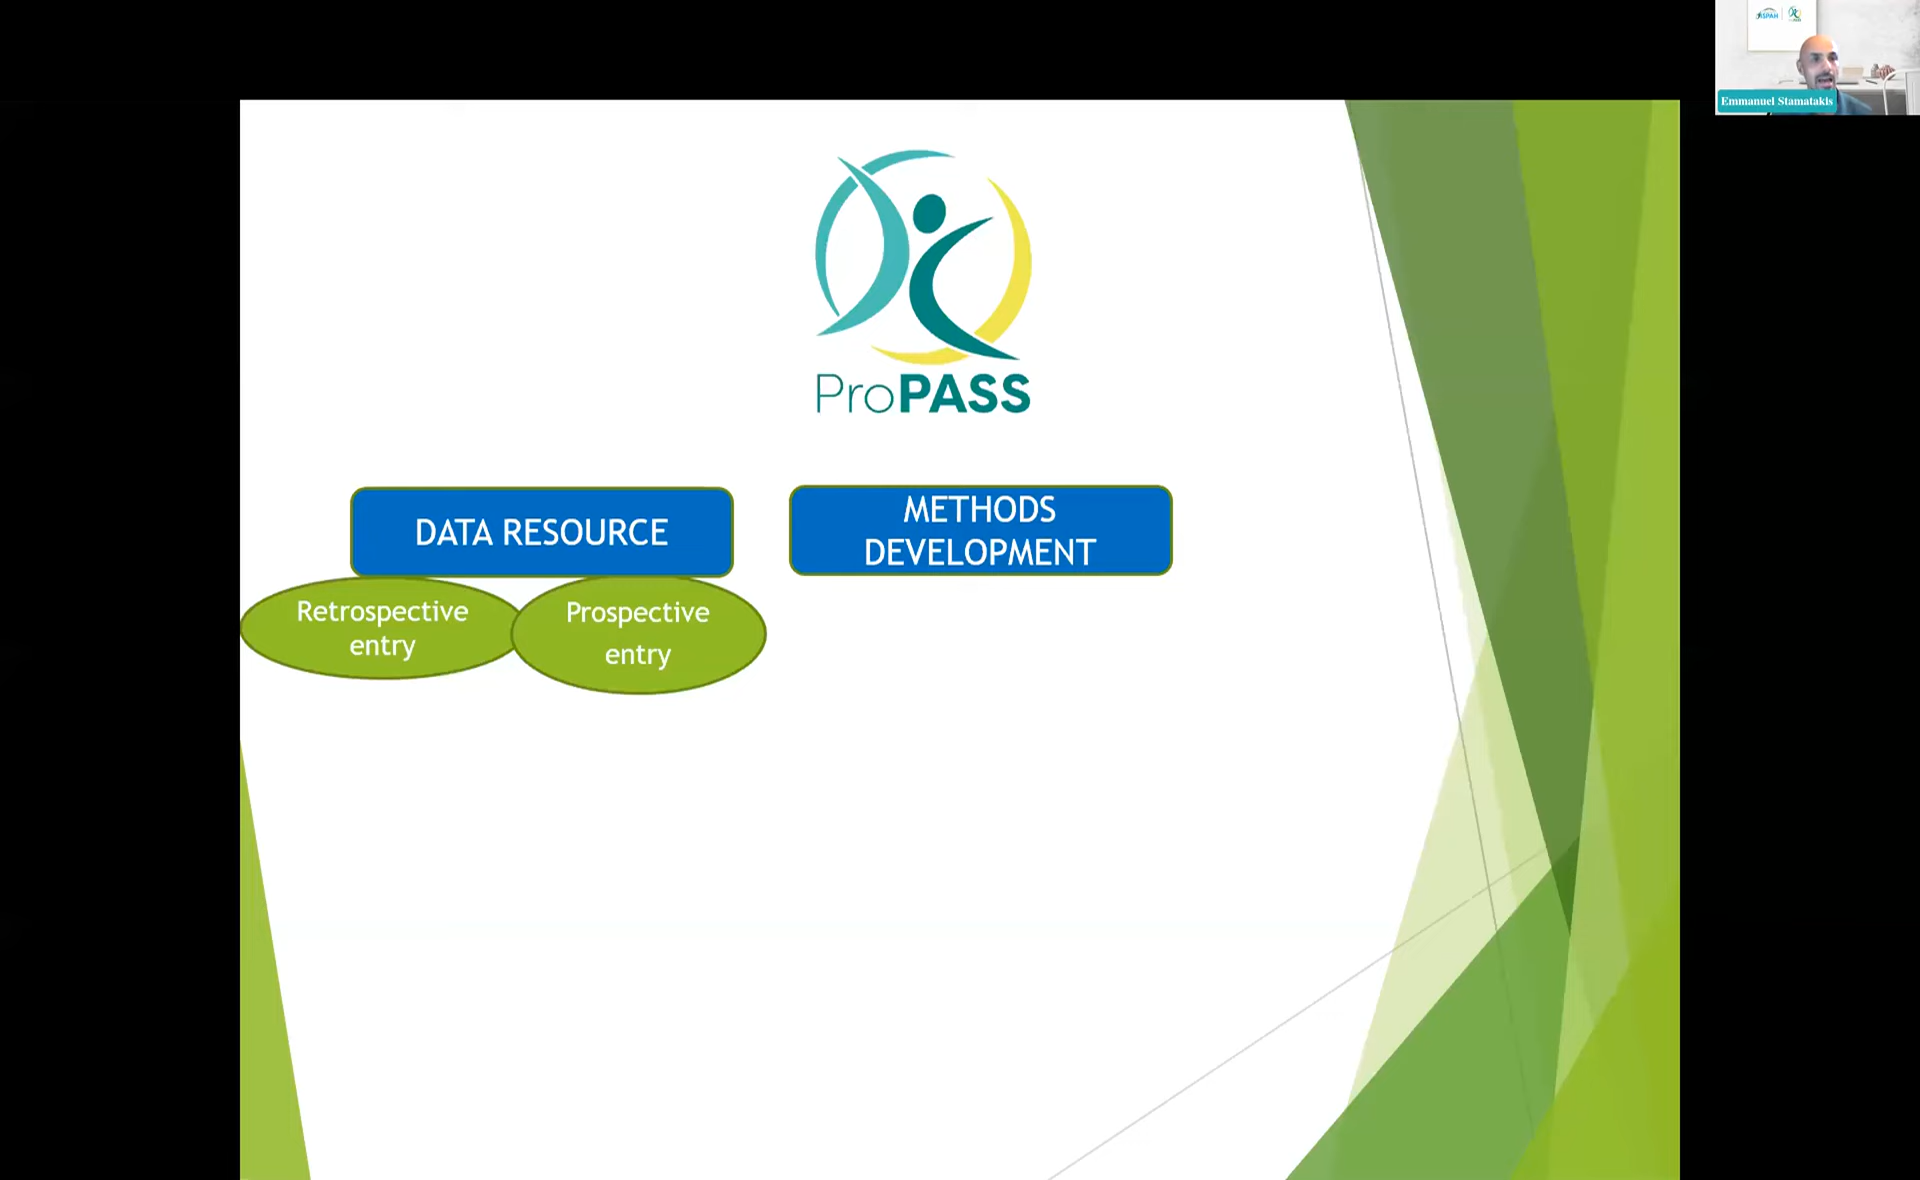 ProPASS
DATA RESOURCE
METHODS
DEVELOPMENT
Retrospective
entry
Prospective
entry
Emmanuel Stamatakis